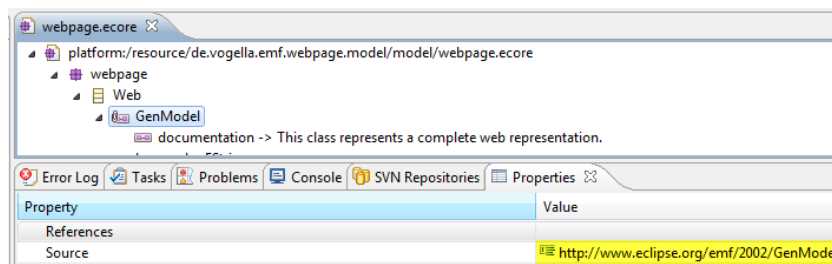 webpage.ecore
platform:/resource/de.vogella.emf.webpage.model/model/webpage.ecore
webpage
Web
GenModel
documentation -> This class represents a complete web representation.
Error Log Tasks Problems Console SVN Repositories Properties
Property Value
References
Source http://www.eclipse.org/emf/2002/GenMode